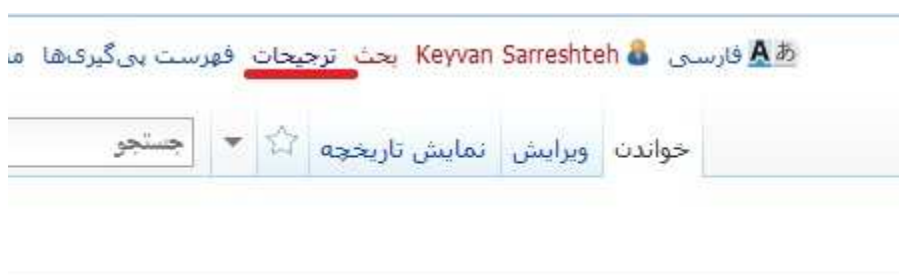 فارسی Keyvan Sarreshteh بحث ترجیحات فهرست پی‌گیری‌ها
خواندن ویرایش نمایش تاریخچه جستجو